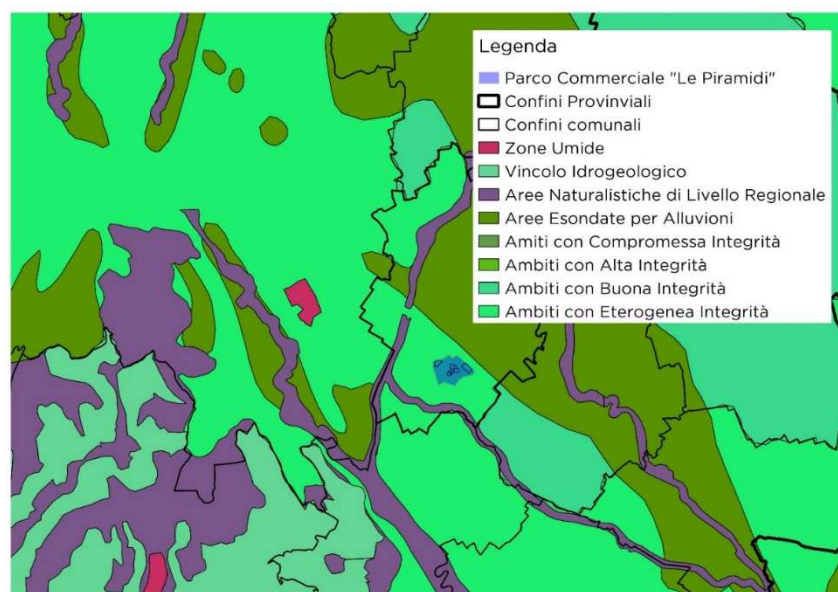 Legenda
Parco Commerciale "Le Piramidi"
Confini Provinviali
Confini comunali
Zone Umide
Vincolo Idrogeologico
Aree Naturalistiche di Livello Regionale
Aree Esondate per Alluvioni
Amiti con Compromessa Integrità
Ambiti con Alta Integrità
Ambiti con Buona Integrità
Ambiti con Eterogenea Integrità